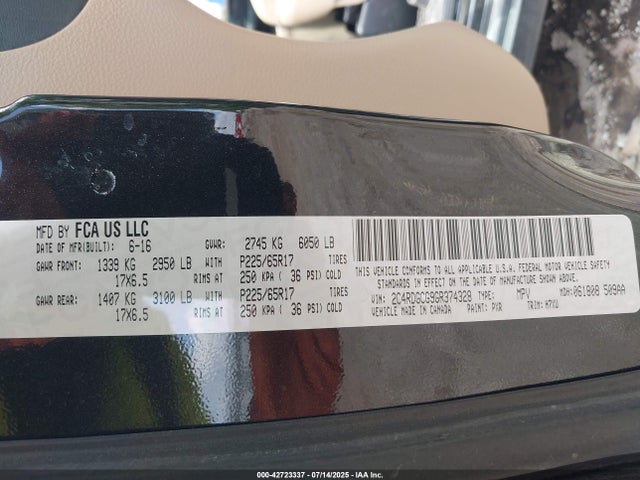 MFD BY FCA US LLC
DATE OF MFR(BUILT): 6-16 GVWR: 2745 KG 6050 LB
GAWR FRONT: 1339 KG 2950 LB WITH P225/65R17 TIRES
17X6.5 RIMS AT 250 KPA ( 36 PSI) COLD
GAWR REAR: 1407 KG 3100 LB WITH P225/65R17 TIRES
17X6.5 RIMS AT 250 KPA ( 36 PSI) COLD
THIS VEHICLE CONFORMS TO ALL APPLICABLE U.S.A. FEDERAL MOTOR VEHICLE SAFETY
STANDARDS IN EFFECT ON THE DATE OF MANUFACTURE SHOWN ABOVE.
VIN: 2C4RDGCG9GR374328 TYPE: MPV MDH:061808 509AA
VEHICLE MADE IN CANADA PAINT: PXR TRIM:
000-42723337 - 07/14/2025 - IAA Inc.